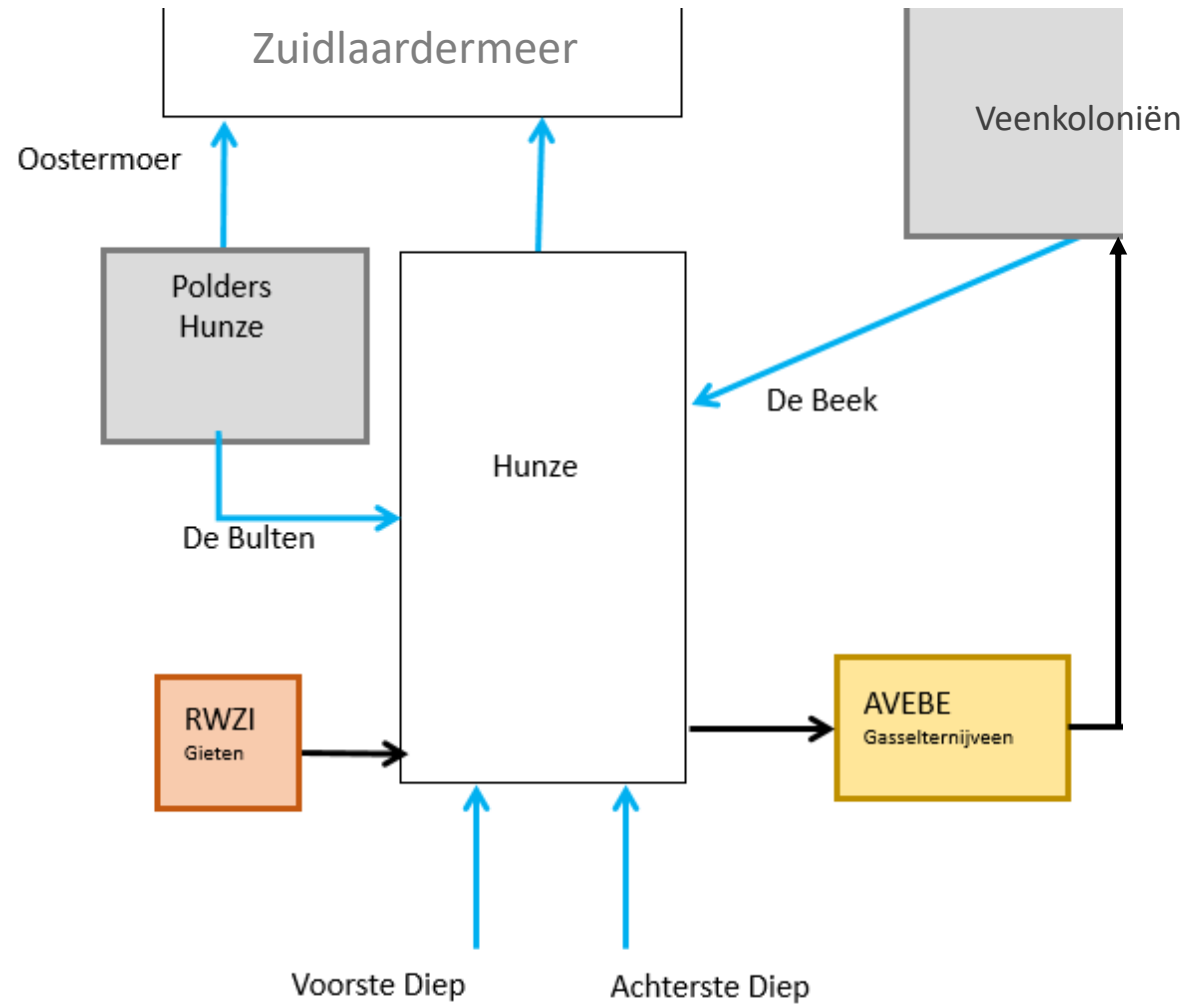 Zuidlaardermeer
Veenkoloniën
Oostermoer
Polders
Hunze
De Beek
Hunze
De Bulten
RWZI
Gieten
AVEBE
Gasselternijveen
Voorste Diep
Achterste Diep